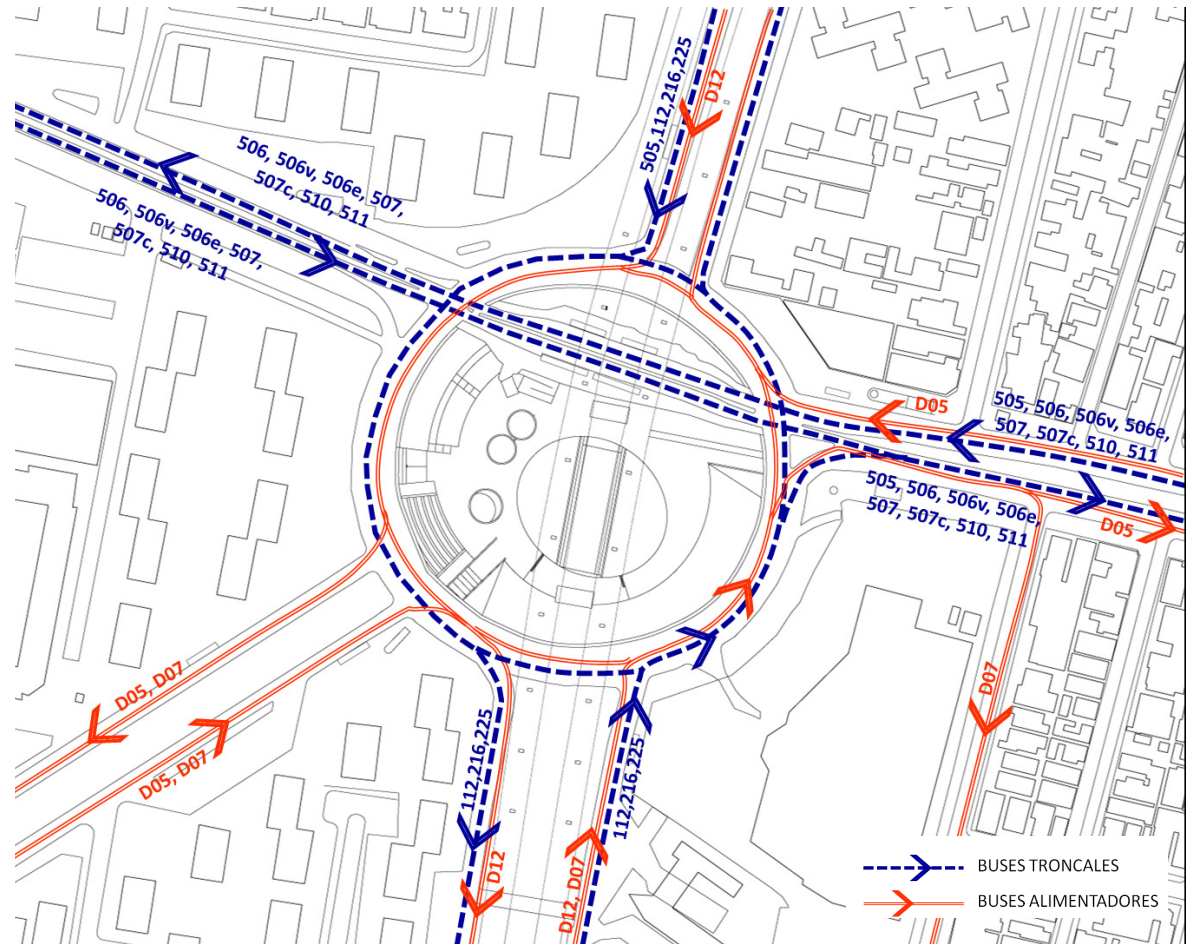 505,112,216,225
D12
506, 506v, 506e, 507,
507c, 510, 511
506, 506v, 506e, 507,
507c, 510, 511
D05
505, 506, 506v, 506e,
507, 507c, 510, 511
505, 506, 506v, 506e,
507, 507c, 510, 511
D05
D05, D07
D05, D07
D07
112,216,225
112,216,225
D12
D12, D07
BUSES TRONCALES
BUSES ALIMENTADORES